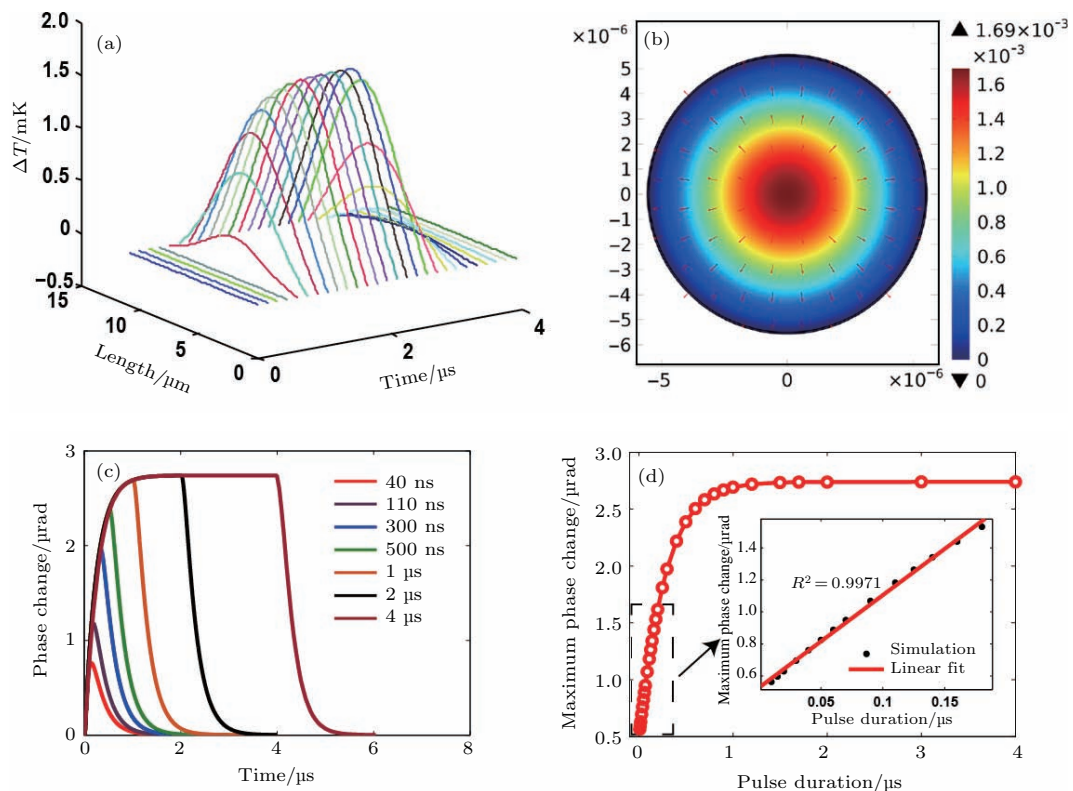 (a)
2.0
1.5
1.0
0.5
0
−0.5
ΔT/mK
15
10
5
0
Length/µm
0
2
4
Time/µs
(b)
×10⁻⁶
5
4
3
2
1
0
−1
−2
−3
−4
−5
−6
−5
0
×10⁻⁶
▲ 1.69×10⁻³
×10⁻³
1.6
1.4
1.2
1.0
0.8
0.6
0.4
0.2
0
▼ 0
(c)
3
2
1
0
Phase change/µrad
0 2 4 6 8
Time/µs
40 ns
110 ns
300 ns
500 ns
1 µs
2 µs
4 µs
(d)
3.0
2.5
2.0
1.5
1.0
0.5
Maximum phase change/µrad
0 1 2 3 4
Pulse duration/µs
1.4
1.2
1.0
0.8
0.6
Maximum phase change/µrad
R²=0.9971
Simulation
Linear fit
0.05 0.10 0.15
Pulse duration/µs